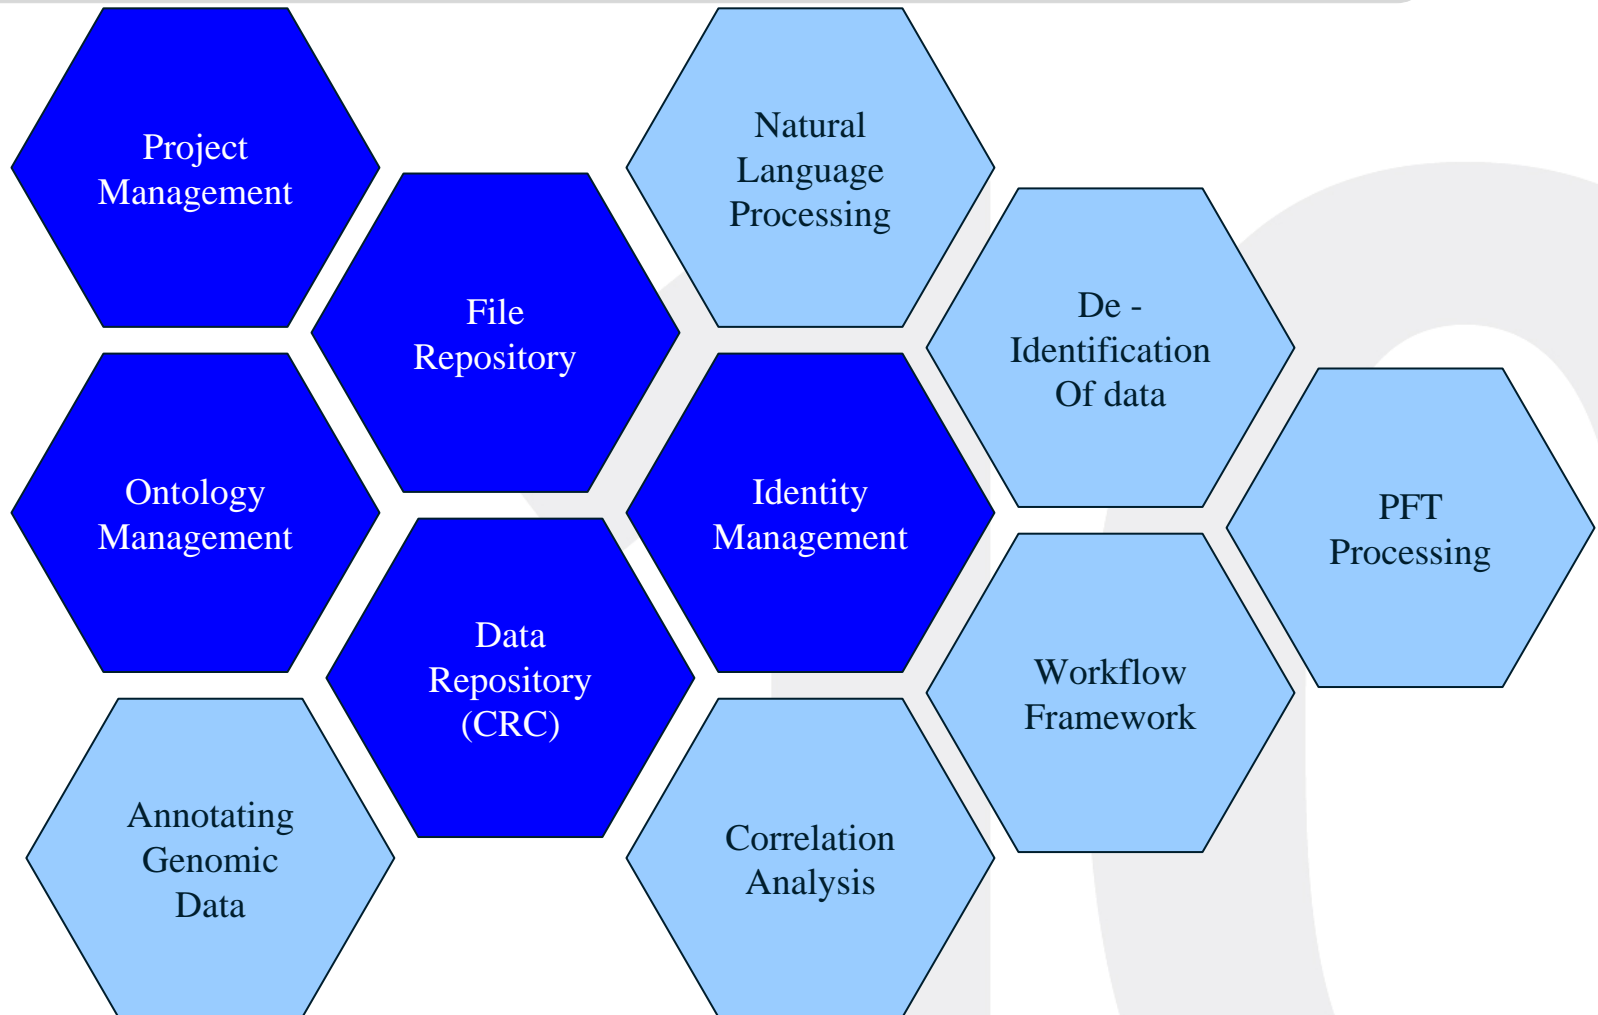 Project
Management
Natural
Language
Processing
File
Repository
De -
Identification
Of data
Ontology
Management
Identity
Management
PFT
Processing
Data
Repository
(CRC)
Workflow
Framework
Annotating
Genomic
Data
Correlation
Analysis